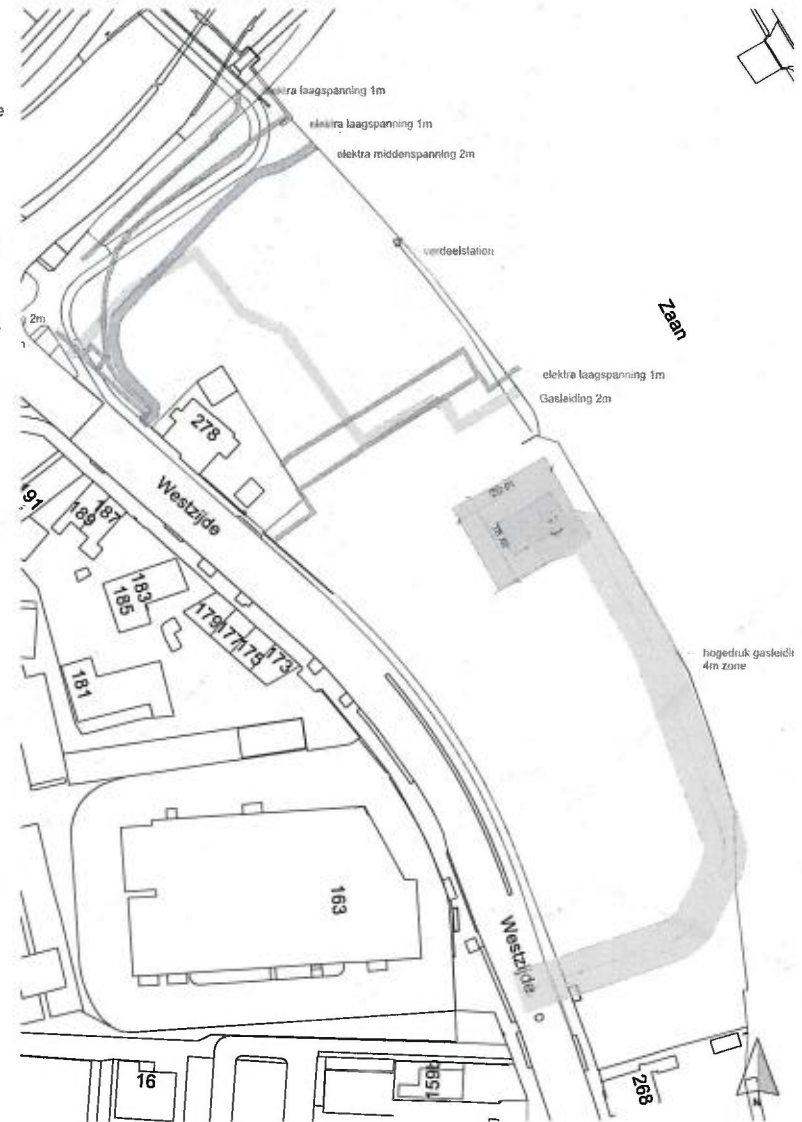 e
elektra laagspanning 1m
elektra laagspanning 1m
elektra middenspanning 2m
verdeelstation
Zaan
2m
elektra laagspanning 1m
Gasleiding 2m
278
Westzijde
191
189
187
183
185
179
177
175
173
181
hogedruk gasleidi
4m zone
163
Westzijde
16
159b
268
N